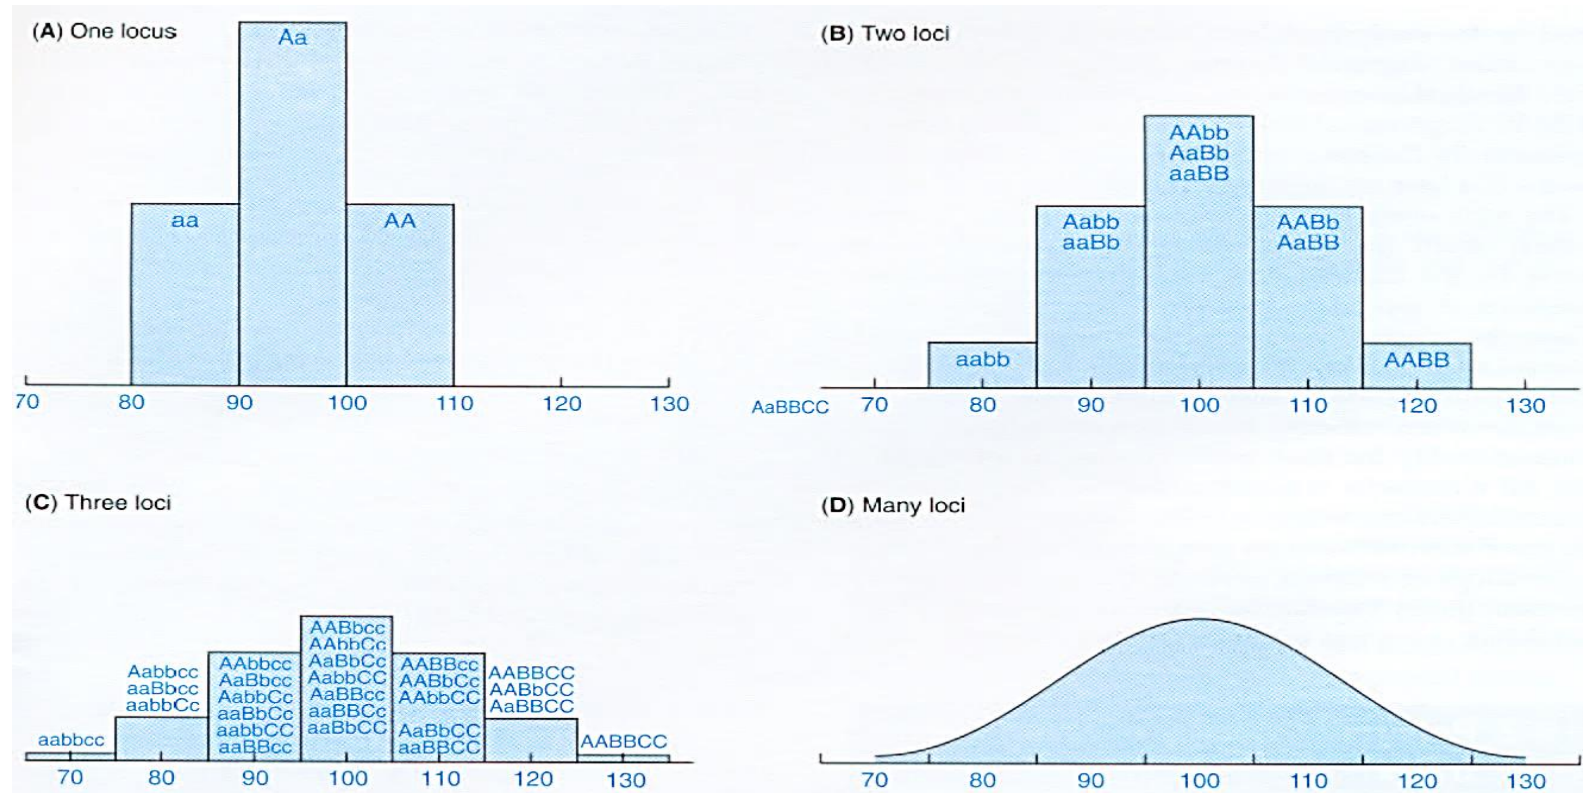 (A) One locus
Aa
aa
AA
70 80 90 100 110 120 130
(B) Two loci
AAbb
AaBb
aaBB
Aabb
aaBb
AABb
AaBB
aabb
AABB
AaBBCC
70 80 90 100 110 120 130
(C) Three loci
aabbcc
Aabbcc
aaBbcc
aabbCc
AAbbcc
AaBbcc
AabbCc
aaBbCc
aabbCC
aaBBcc
AABbcc
AAbbCc
AaBbCc
AabbCC
AaBBcc
aaBBCc
aaBbCC
AABBcc
AABbCc
AAbbCC
AaBbCC
aaBBCC
AABBCC
AABbCC
AaBBCC
AABBCC
70 80 90 100 110 120 130
(D) Many loci
70 80 90 100 110 120 130